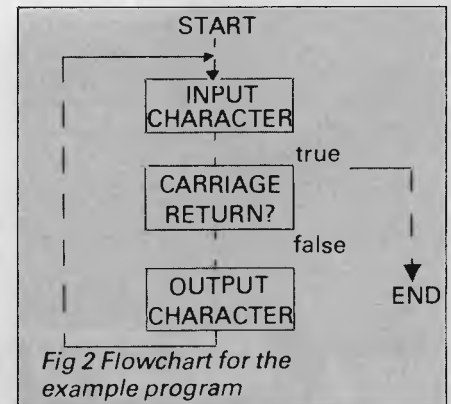 START
INPUT
CHARACTER
true
CARRIAGE
RETURN?
false
OUTPUT
CHARACTER
END
Fig 2 Flowchart for the
example program